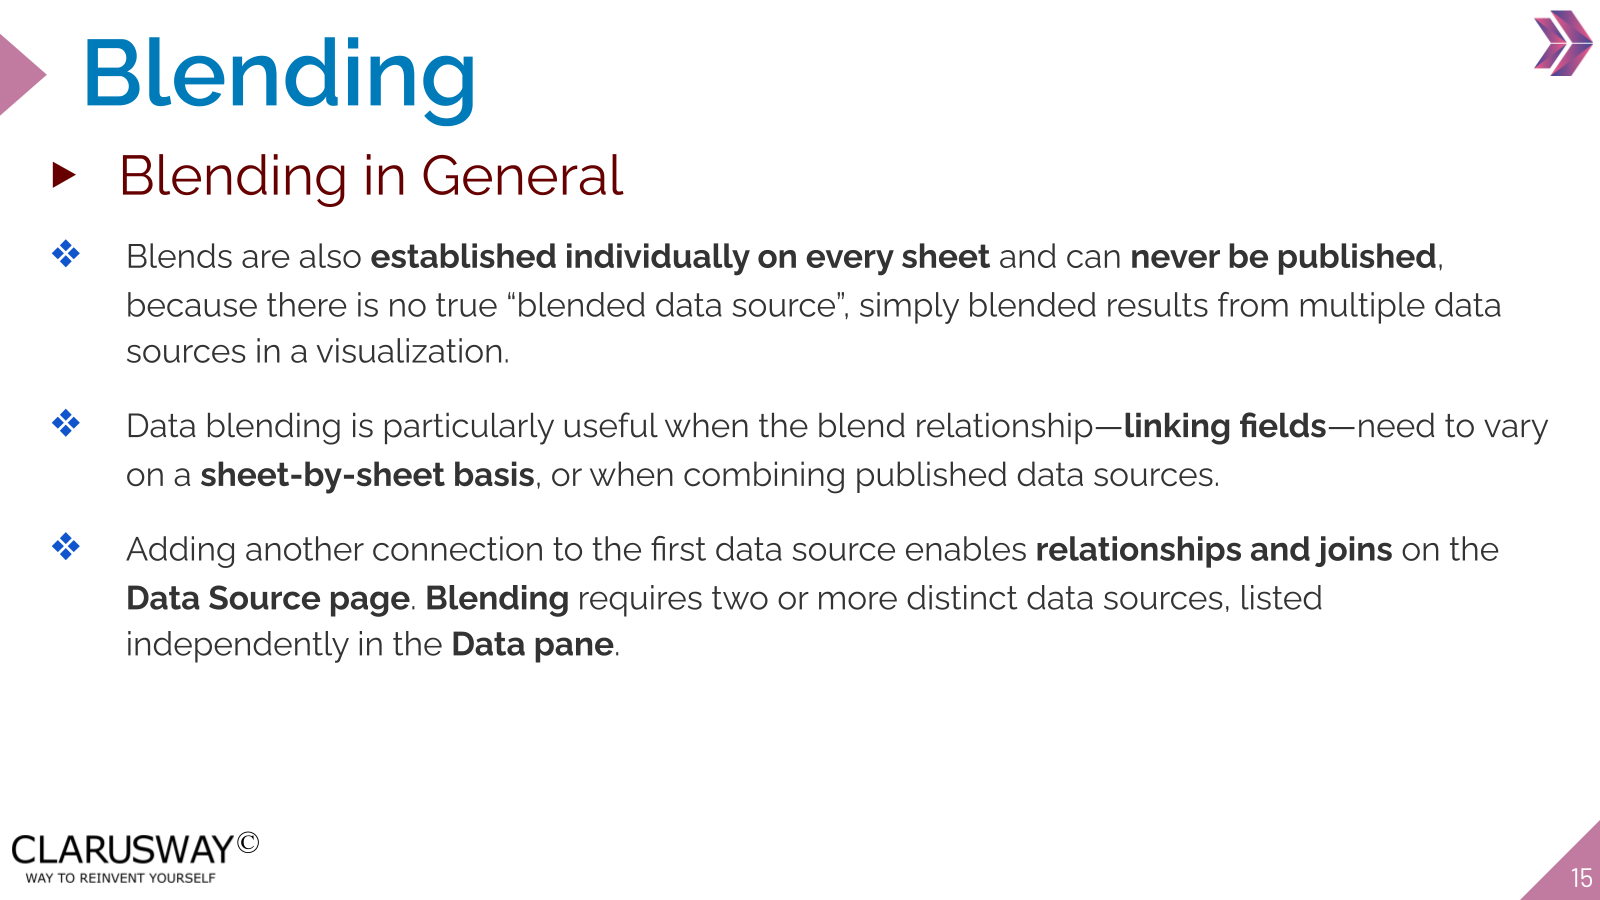 Blending
Blending in General
Blends are also established individually on every sheet and can never be published,
because there is no true “blended data source”, simply blended results from multiple data
sources in a visualization.
Data blending is particularly useful when the blend relationship—linking fields—need to vary
on a sheet-by-sheet basis, or when combining published data sources.
Adding another connection to the first data source enables relationships and joins on the
Data Source page. Blending requires two or more distinct data sources, listed
independently in the Data pane.
CLARUSWAY©
WAY TO REINVENT YOURSELF
15